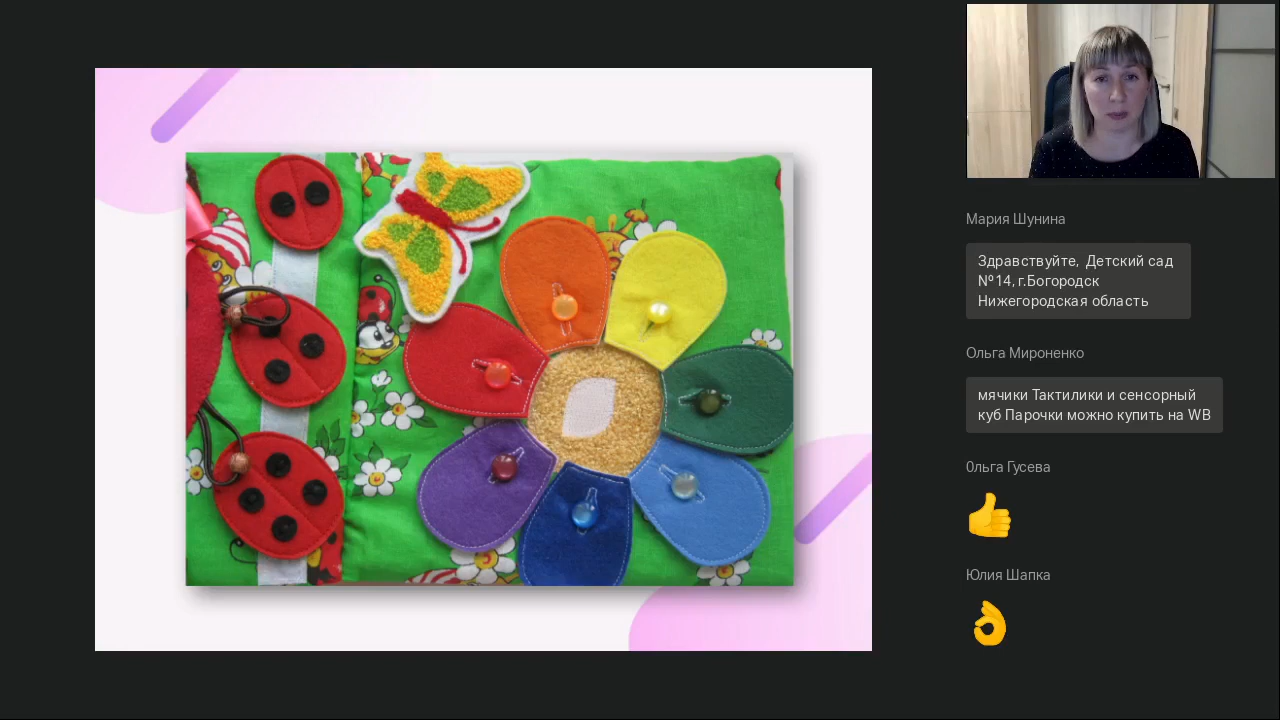 Мария Шунина
Здравствуйте, Детский сад
№14, г.Богородск
Нижегородская область
Ольга Мироненко
мячики Тактилики и сенсорный
куб Парочки можно купить на WB
0льга Гусева
Юлия Шапка